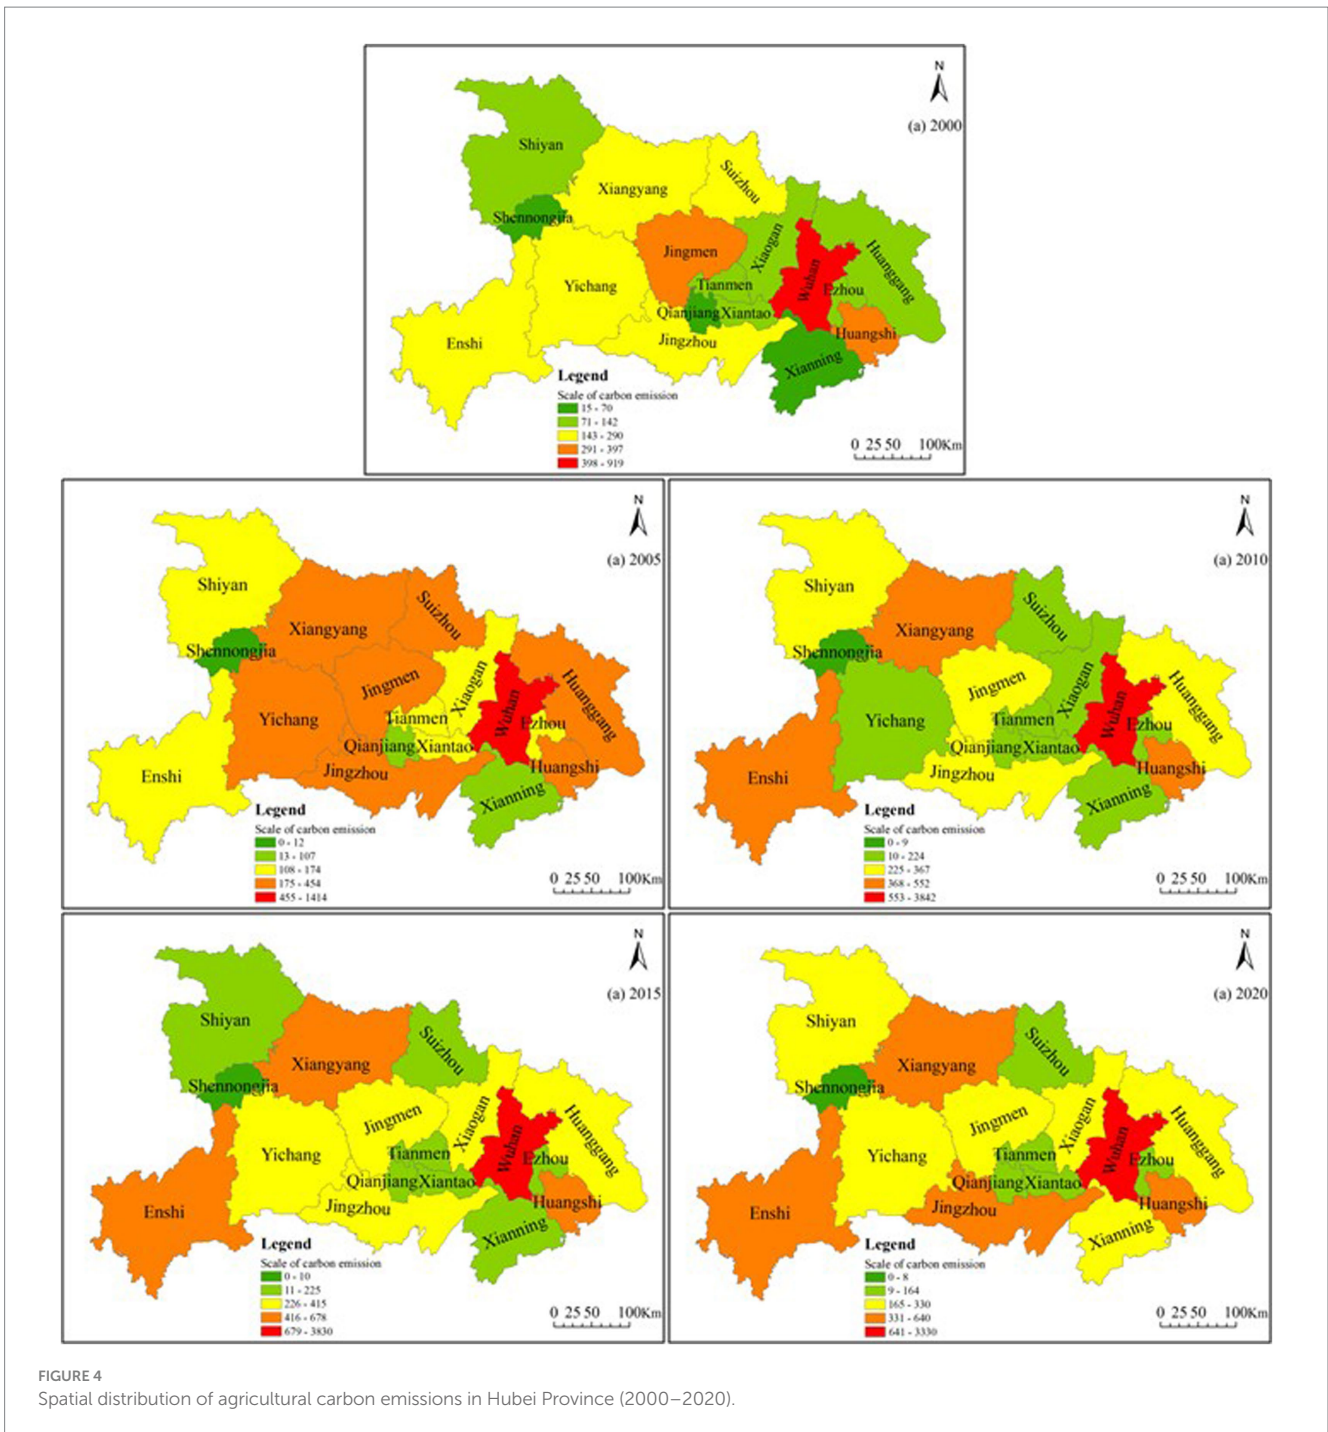 N
(a) 2000
Shiyan
Suizhou
Xiangyang
Shennongjia
Xiaogan
Huanggang
Jingmen
Wuhan
Yichang
Tianmen
Ezhou
Qianjiang
Xiantao
Huangshi
Enshi
Jingzhou
Xianning
Legend
Scale of carbon emission
15 - 70
71 - 142
143 - 290
291 - 397
398 - 919
0 25 50 100Km
N
(a) 2005
Shiyan
Suizhou
Xiangyang
Shennongjia
Xiaogan
Huanggang
Jingmen
Wuhan
Yichang
Tianmen
Ezhou
Qianjiang
Xiantao
Huangshi
Enshi
Jingzhou
Xianning
Legend
Scale of carbon emission
0 - 12
13 - 107
108 - 174
175 - 454
455 - 1414
0 25 50 100Km
N
(a) 2010
Shiyan
Suizhou
Xiangyang
Shennongjia
Xiaogan
Huanggang
Jingmen
Wuhan
Yichang
Tianmen
Ezhou
Qianjiang
Xiantao
Huangshi
Enshi
Jingzhou
Xianning
Legend
Scale of carbon emission
0 - 9
10 - 224
225 - 367
368 - 552
553 - 3842
0 25 50 100Km
N
(a) 2015
Shiyan
Suizhou
Xiangyang
Shennongjia
Xiaogan
Huanggang
Jingmen
Wuhan
Yichang
Tianmen
Ezhou
Qianjiang
Xiantao
Huangshi
Enshi
Jingzhou
Xianning
Legend
Scale of carbon emission
0 - 10
11 - 225
226 - 415
416 - 678
679 - 3830
0 25 50 100Km
N
(a) 2020
Shiyan
Suizhou
Xiangyang
Shennongjia
Xiaogan
Huanggang
Jingmen
Wuhan
Yichang
Tianmen
Ezhou
Qianjiang
Xiantao
Huangshi
Enshi
Jingzhou
Xianning
Legend
Scale of carbon emission
0 - 8
9 - 164
165 - 330
331 - 640
641 - 3330
0 25 50 100Km
FIGURE 4
Spatial distribution of agricultural carbon emissions in Hubei Province (2000–2020).